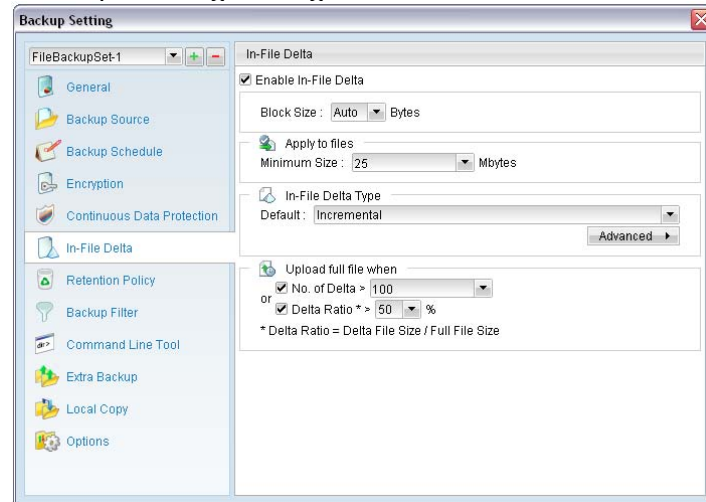 Backup Setting
FileBackupSet-1
General
Backup Source
Backup Schedule
Encryption
Continuous Data Protection
In-File Delta
Retention Policy
Backup Filter
Command Line Tool
Extra Backup
Local Copy
Options
In-File Delta
Enable In-File Delta
Block Size : Auto Bytes
Apply to files
Minimum Size : 25 Mbytes
In-File Delta Type
Default : Incremental
Advanced
Upload full file when
No. of Delta > 100
or
Delta Ratio * > 50 %
* Delta Ratio = Delta File Size / Full File Size